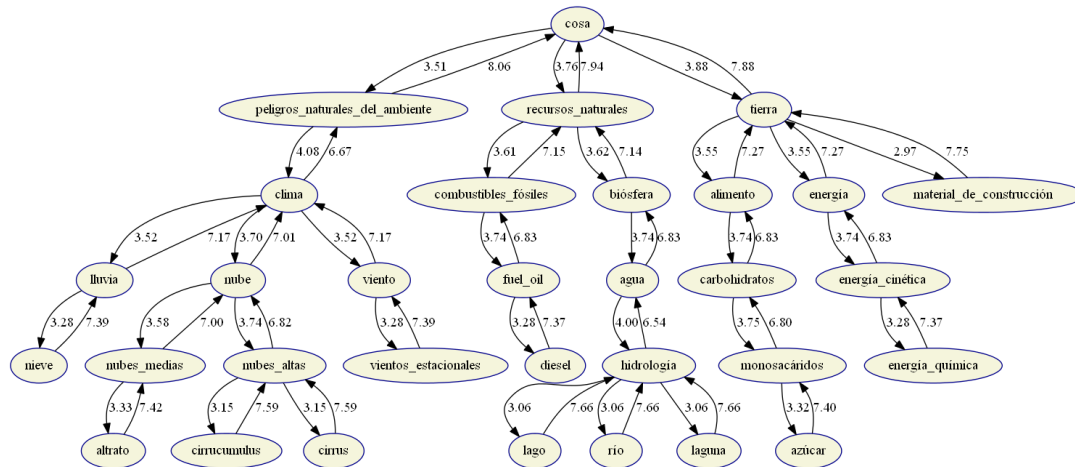 cosa
3.51 8.06 3.76 7.94 3.88 7.88
peligros_naturales_del_ambiente recursos_naturales tierra
4.08 6.67 3.61 7.15 3.62 7.14 3.55 7.27 3.55 7.27 2.97 7.75
clima combustibles_fósiles biósfera alimento energía material_de_construcción
3.52 7.17 3.70 7.01 3.52 7.17 3.74 6.83 3.74 6.83 3.74 6.83 3.74 6.83
lluvia nube viento fuel_oil agua carbohidratos energía_cinética
3.28 7.39 3.58 7.00 3.74 6.82 3.28 7.39 3.28 7.37 4.00 6.54 3.75 6.80 3.28 7.37
nieve nubes_medias nubes_altas vientos_estacionales diesel hidrología monosacáridos energía_química
3.33 7.42 3.15 7.59 3.15 7.59 3.06 7.66 3.06 7.66 3.06 7.66 3.32 7.40
altrato cirrucumulus cirrus lago río laguna azúcar